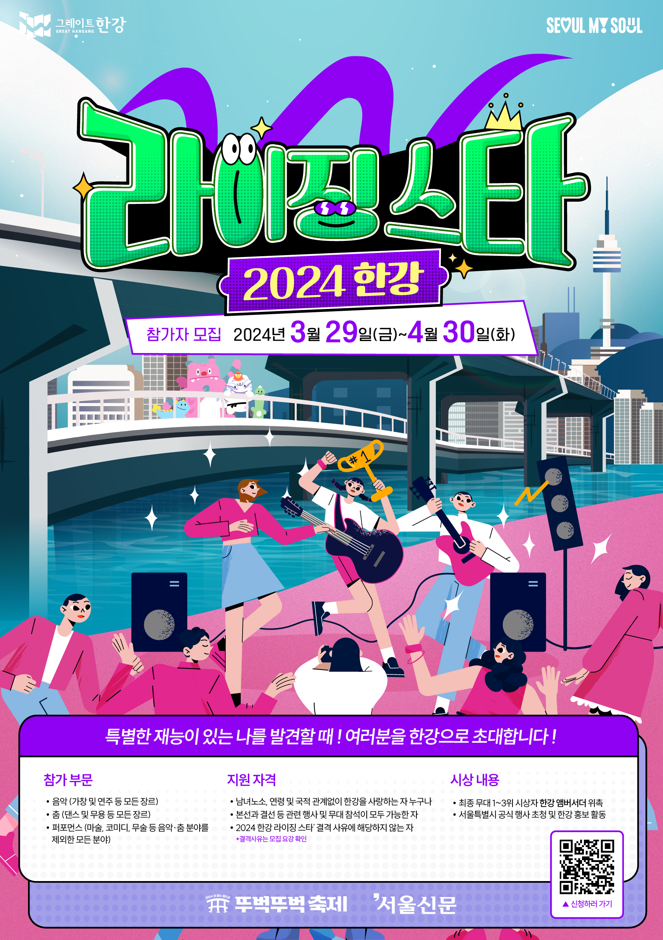 그레이트한강
GREAT HANGANG
SEOUL MY SOUL
라이징 스타
2024 한강
참가자 모집 2024년 3월 29일(금)~4월 30일(화)
#1
특별한 재능이 있는 나를 발견할 때 ! 여러분을 한강으로 초대합니다 !
참가 부문
• 음악 (가창 및 연주 등 모든 장르)
• 춤 (댄스 및 무용 등 모든 장르)
• 퍼포먼스 (마술, 코미디, 무술 등 음악·춤 분야를
제외한 모든 분야)
지원 자격
• 남녀노소, 연령 및 국적 관계없이 한강을 사랑하는 자 누구나
• 본선과 결선 등 관련 행사 및 무대 참석이 모두 가능한 자
• 2024 한강 라이징 스타' 결격 사유에 해당하지 않는 자
*결격사유는 모집 요강 확인
시상 내용
• 최종 무대 1~3위 시상자 한강 앰버서더 위촉
• 서울특별시 공식 행사 초청 및 한강 홍보 활동
▲ 신청하러 가기
뚜벅뚜벅 축제
서울신문